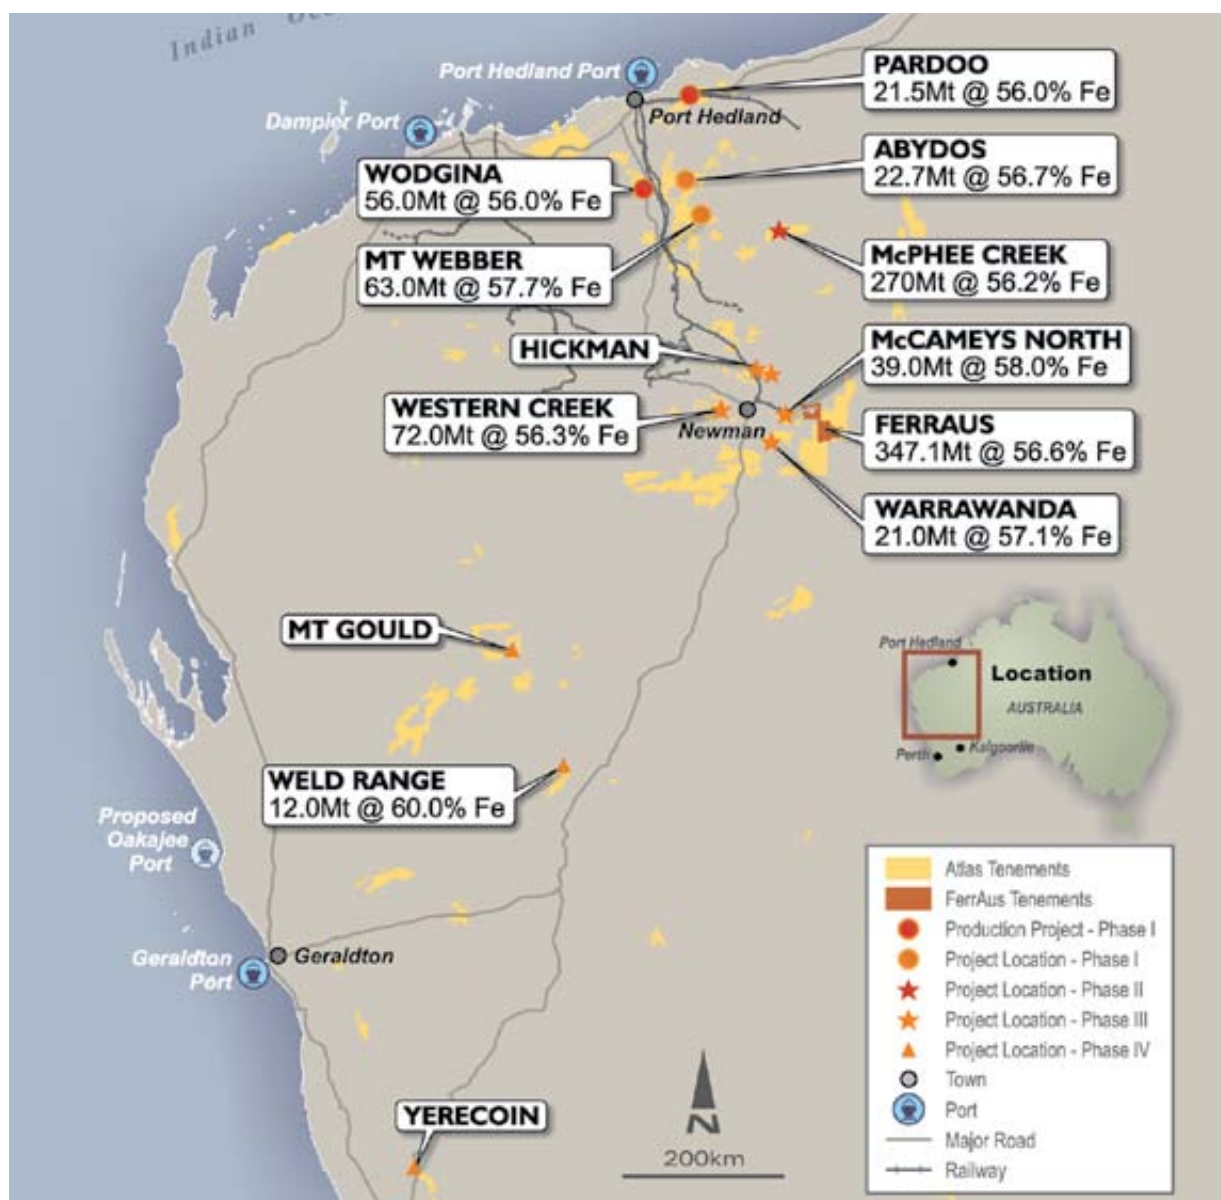 Indian
Port Hedland Port
Port Hedland
Dampier Port
PARDOO
21.5Mt @ 56.0% Fe
WODGINA
56.0Mt @ 56.0% Fe
ABYDOS
22.7Mt @ 56.7% Fe
MT WEBBER
63.0Mt @ 57.7% Fe
McPHEE CREEK
270Mt @ 56.2% Fe
HICKMAN
McCAMEYS NORTH
39.0Mt @ 58.0% Fe
WESTERN CREEK
72.0Mt @ 56.3% Fe
Newman
FERRAUS
347.1Mt @ 56.6% Fe
WARRAWANDA
21.0Mt @ 57.1% Fe
MT GOULD
WELD RANGE
12.0Mt @ 60.0% Fe
Proposed
Oakajee
Port
Geraldton
Port
Geraldton
YERECOIN
Port Hedland
Location
AUSTRALIA
Perth
Kalgoorlie
Atlas Tenements
FerrAus Tenements
Production Project - Phase I
Project Location - Phase I
Project Location - Phase II
Project Location - Phase III
Project Location - Phase IV
Town
Port
Major Road
Railway
N
200km